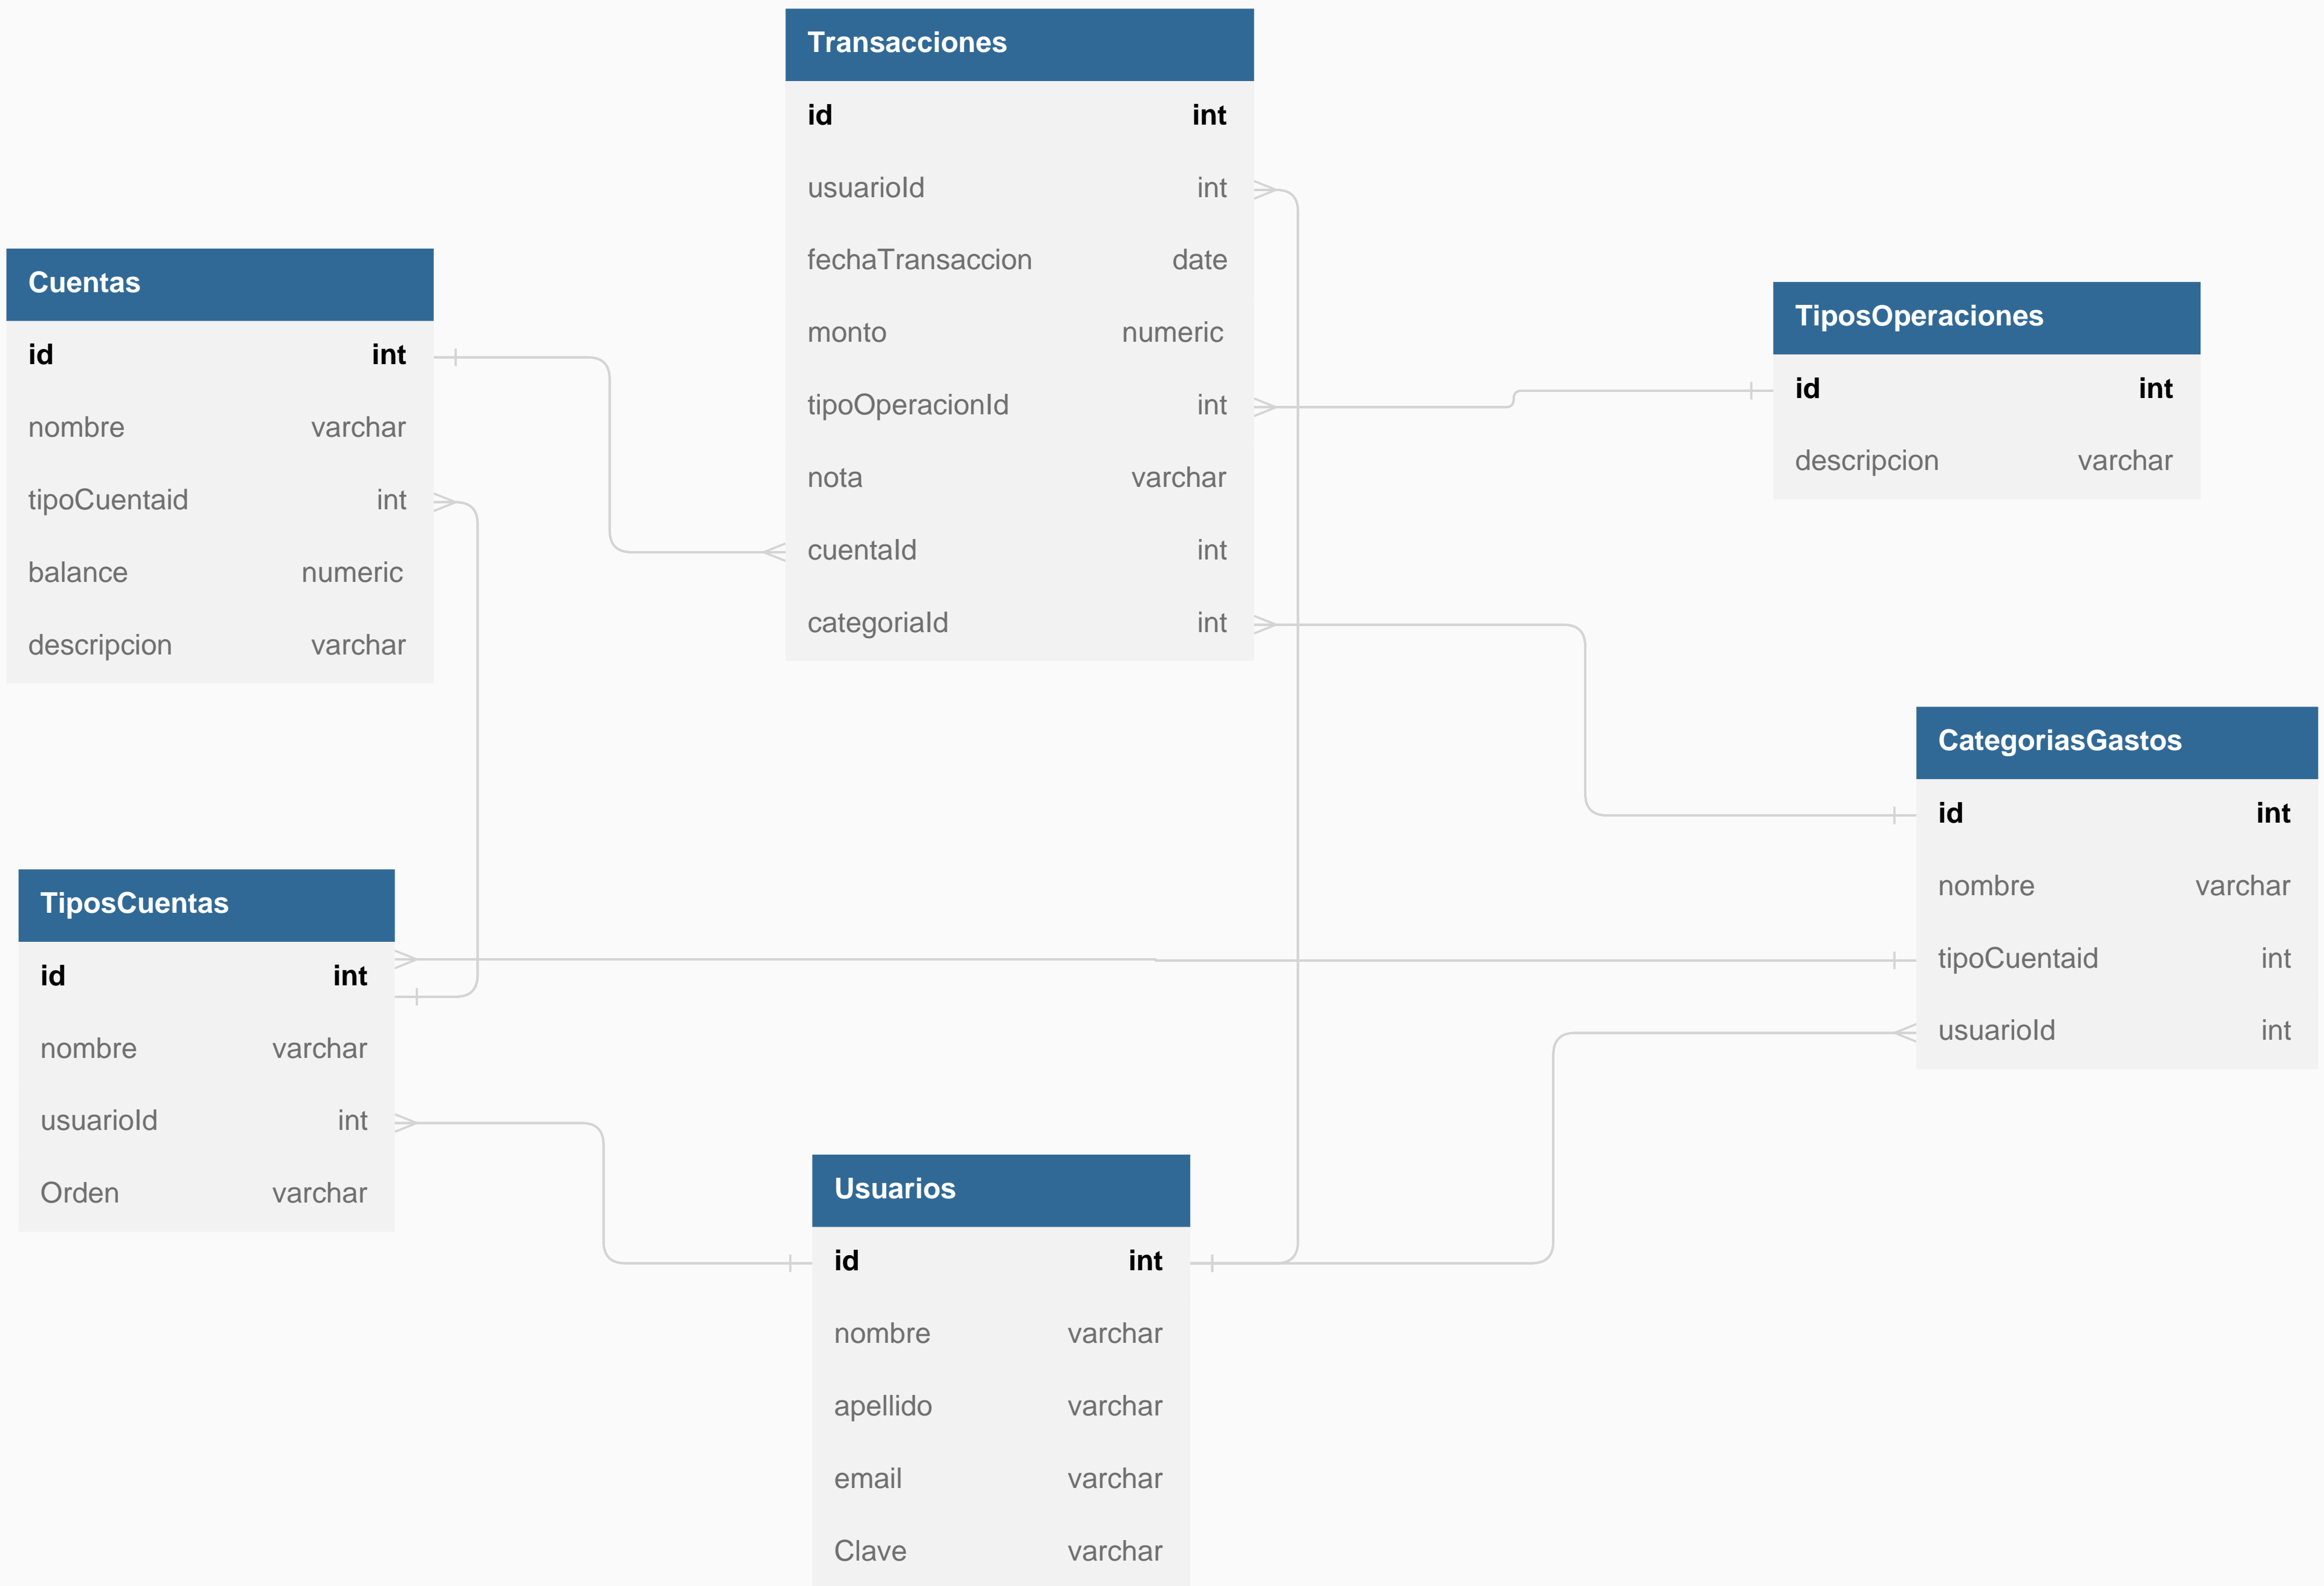 Transacciones
id int
usuarioId int
fechaTransaccion date
monto numeric
tipoOperacionId int
nota varchar
cuentaId int
categoriaId int
Cuentas
id int
nombre varchar
tipoCuentaid int
balance numeric
descripcion varchar
TiposOperaciones
id int
descripcion varchar
CategoriasGastos
id int
nombre varchar
tipoCuentaid int
usuarioId int
TiposCuentas
id int
nombre varchar
usuarioId int
Orden varchar
Usuarios
id int
nombre varchar
apellido varchar
email varchar
Clave varchar